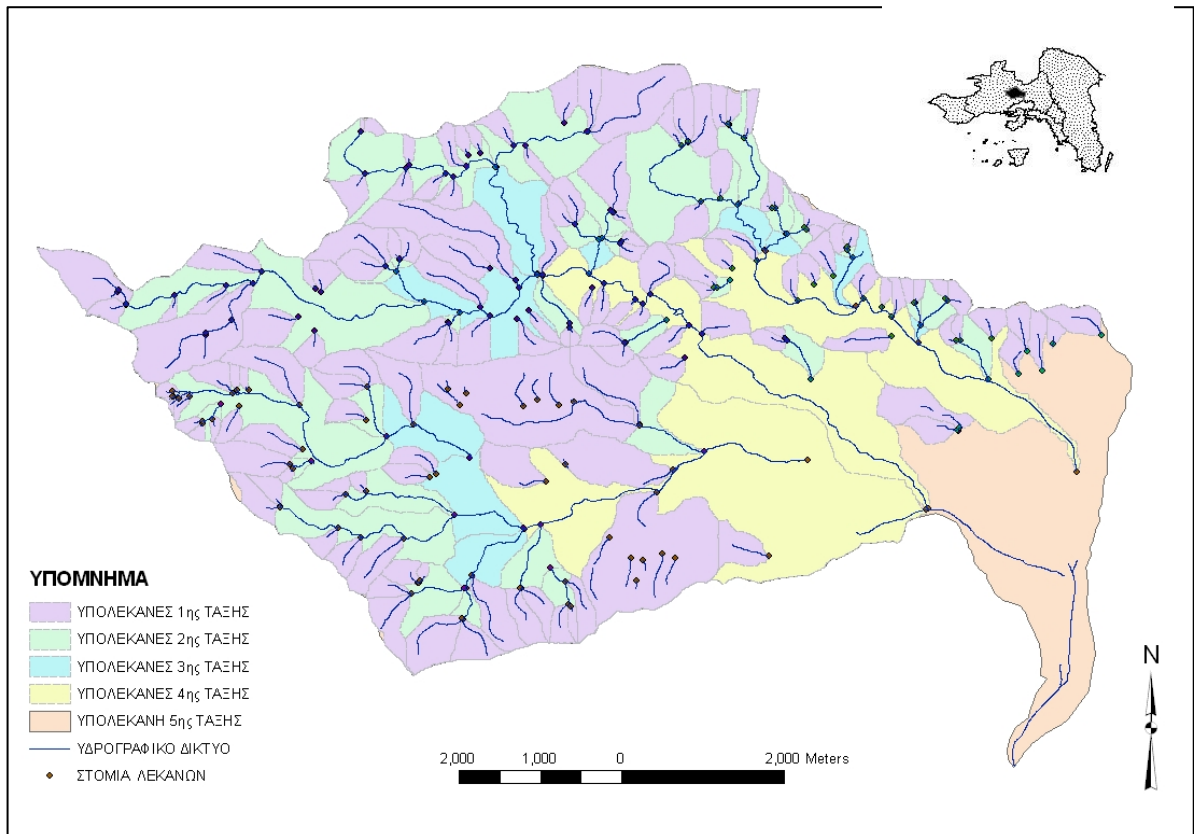 ΥΠΟΜΝΗΜΑ
ΥΠΟΛΕΚΑΝΕΣ 1ης ΤΑΞΗΣ
ΥΠΟΛΕΚΑΝΕΣ 2ης ΤΑΞΗΣ
ΥΠΟΛΕΚΑΝΕΣ 3ης ΤΑΞΗΣ
ΥΠΟΛΕΚΑΝΕΣ 4ης ΤΑΞΗΣ
ΥΠΟΛΕΚΑΝΗ 5ης ΤΑΞΗΣ
ΥΔΡΟΓΡΑΦΙΚΟ ΔΙΚΤΥΟ
ΣΤΟΜΙΑ ΛΕΚΑΝΩΝ
2,000 1,000 0 2,000 Meters
N